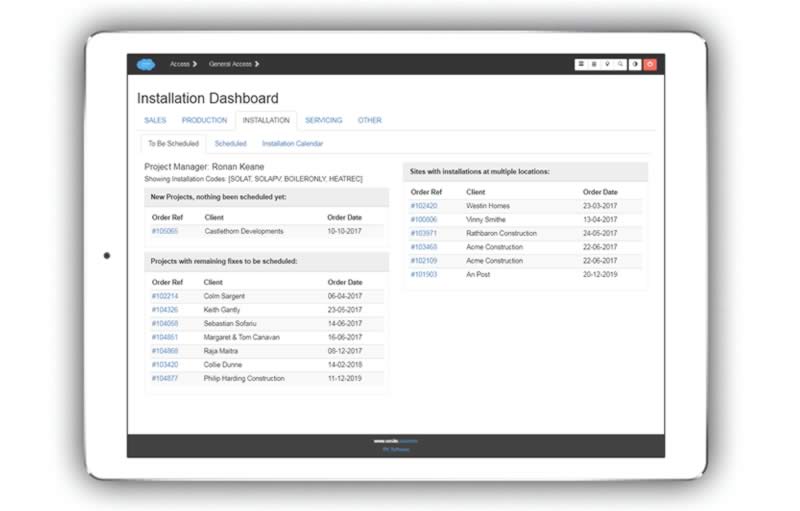 Access
General Access
Installation Dashboard
SALES PRODUCTION INSTALLATION SERVICING OTHER
To Be Scheduled Scheduled Installation Calendar
Project Manager: Ronan Keane
Showing Installation Codes: [SOLAT, SOLAPV, BOILERONLY, HEATREC]
New Projects, nothing been scheduled yet:
Order Ref Client Order Date
#105065 Castlethorn Developments 10-10-2017
Projects with remaining fixes to be scheduled:
Order Ref Client Order Date
#102214 Colm Sargent 06-04-2017
#104326 Keith Gantly 23-05-2017
#104058 Sebastian Sofariu 14-06-2017
#104851 Margaret & Tom Canavan 16-06-2017
#104868 Raja Maitra 08-12-2017
#103420 Collie Dunne 14-02-2018
#104877 Philip Harding Construction 11-12-2019
Sites with installations at multiple locations:
Order Ref Client Order Date
#102420 Westin Homes 23-03-2017
#100006 Vinny Smithe 13-04-2017
#103971 Rathbaron Construction 24-05-2017
#103468 Acme Construction 22-06-2017
#102109 Acme Construction 22-06-2017
#101903 An Post 20-12-2019